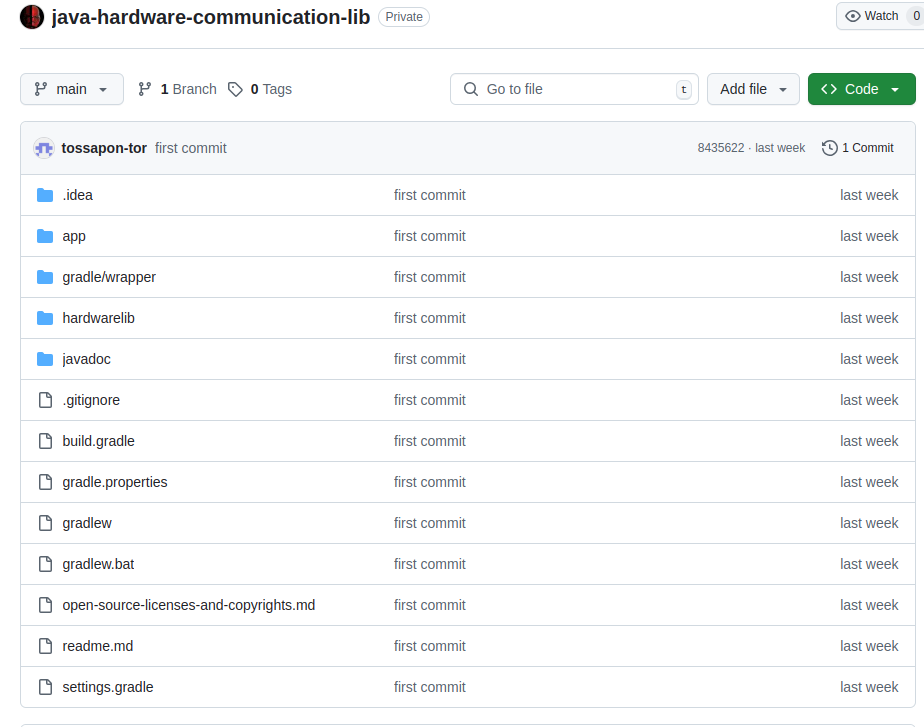 java-hardware-communication-lib Private Watch 0
main 1 Branch 0 Tags Go to file t Add file Code
tossapon-tor first commit 8435622 · last week 1 Commit
.idea first commit last week
app first commit last week
gradle/wrapper first commit last week
hardwarelib first commit last week
javadoc first commit last week
.gitignore first commit last week
build.gradle first commit last week
gradle.properties first commit last week
gradlew first commit last week
gradlew.bat first commit last week
open-source-licenses-and-copyrights.md first commit last week
readme.md first commit last week
settings.gradle first commit last week